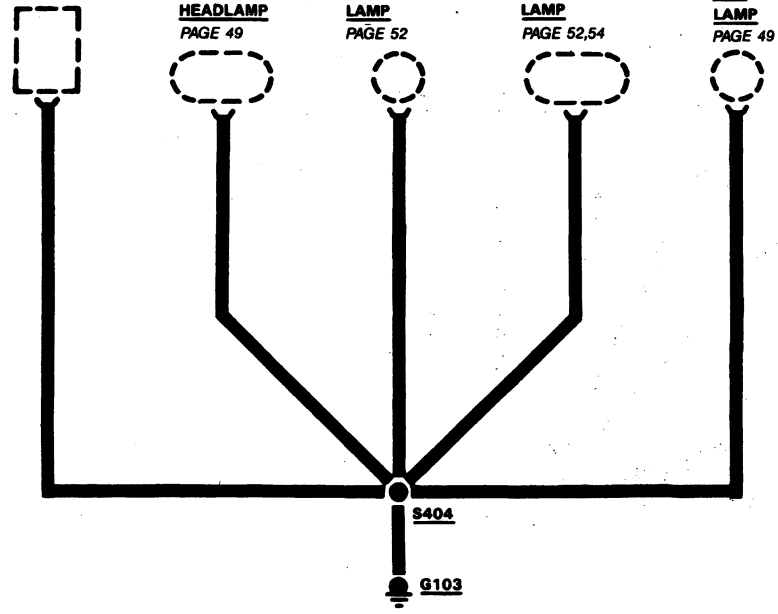 HEADLAMP
PAGE 49
LAMP
PAGE 52
LAMP
PAGE 52,54
LAMP
PAGE 49
S404
G103